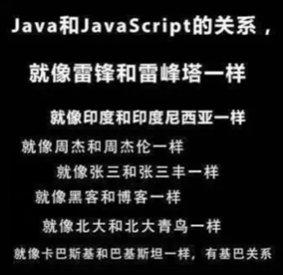 Java和JavaScript的关系，
就像雷锋和雷峰塔一样
就像印度和印度尼西亚一样
就像周杰和周杰伦一样
就像张三和张三丰一样
就像黑客和博客一样
就像北大和北大青鸟一样
就像卡巴斯基和巴基斯坦一样，有基巴关系